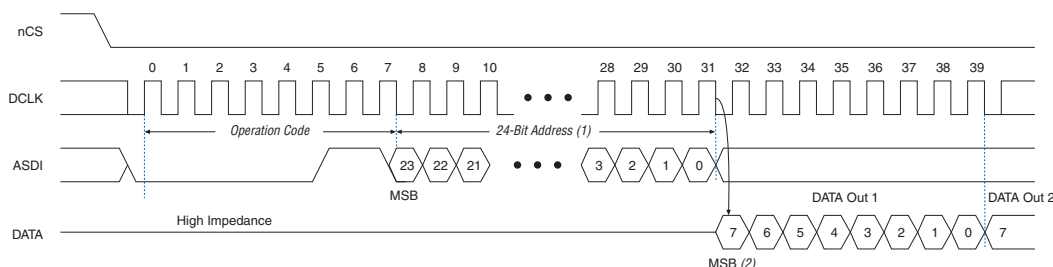 nCS
0 1 2 3 4 5 6 7 8 9 10 28 29 30 31 32 33 34 35 36 37 38 39
DCLK
Operation Code 24-Bit Address (1)
ASDI 23 22 21 3 2 1 0
MSB
DATA Out 1 DATA Out 2
High Impedance
DATA 7 6 5 4 3 2 1 0 7
MSB (2)